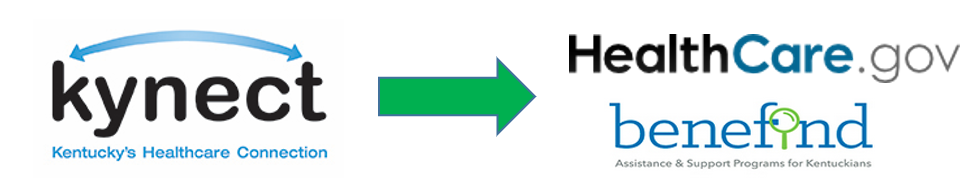 kynect
Kentucky's Healthcare Connection
HealthCare.gov
benefind
Assistance & Support Programs for Kentuckians